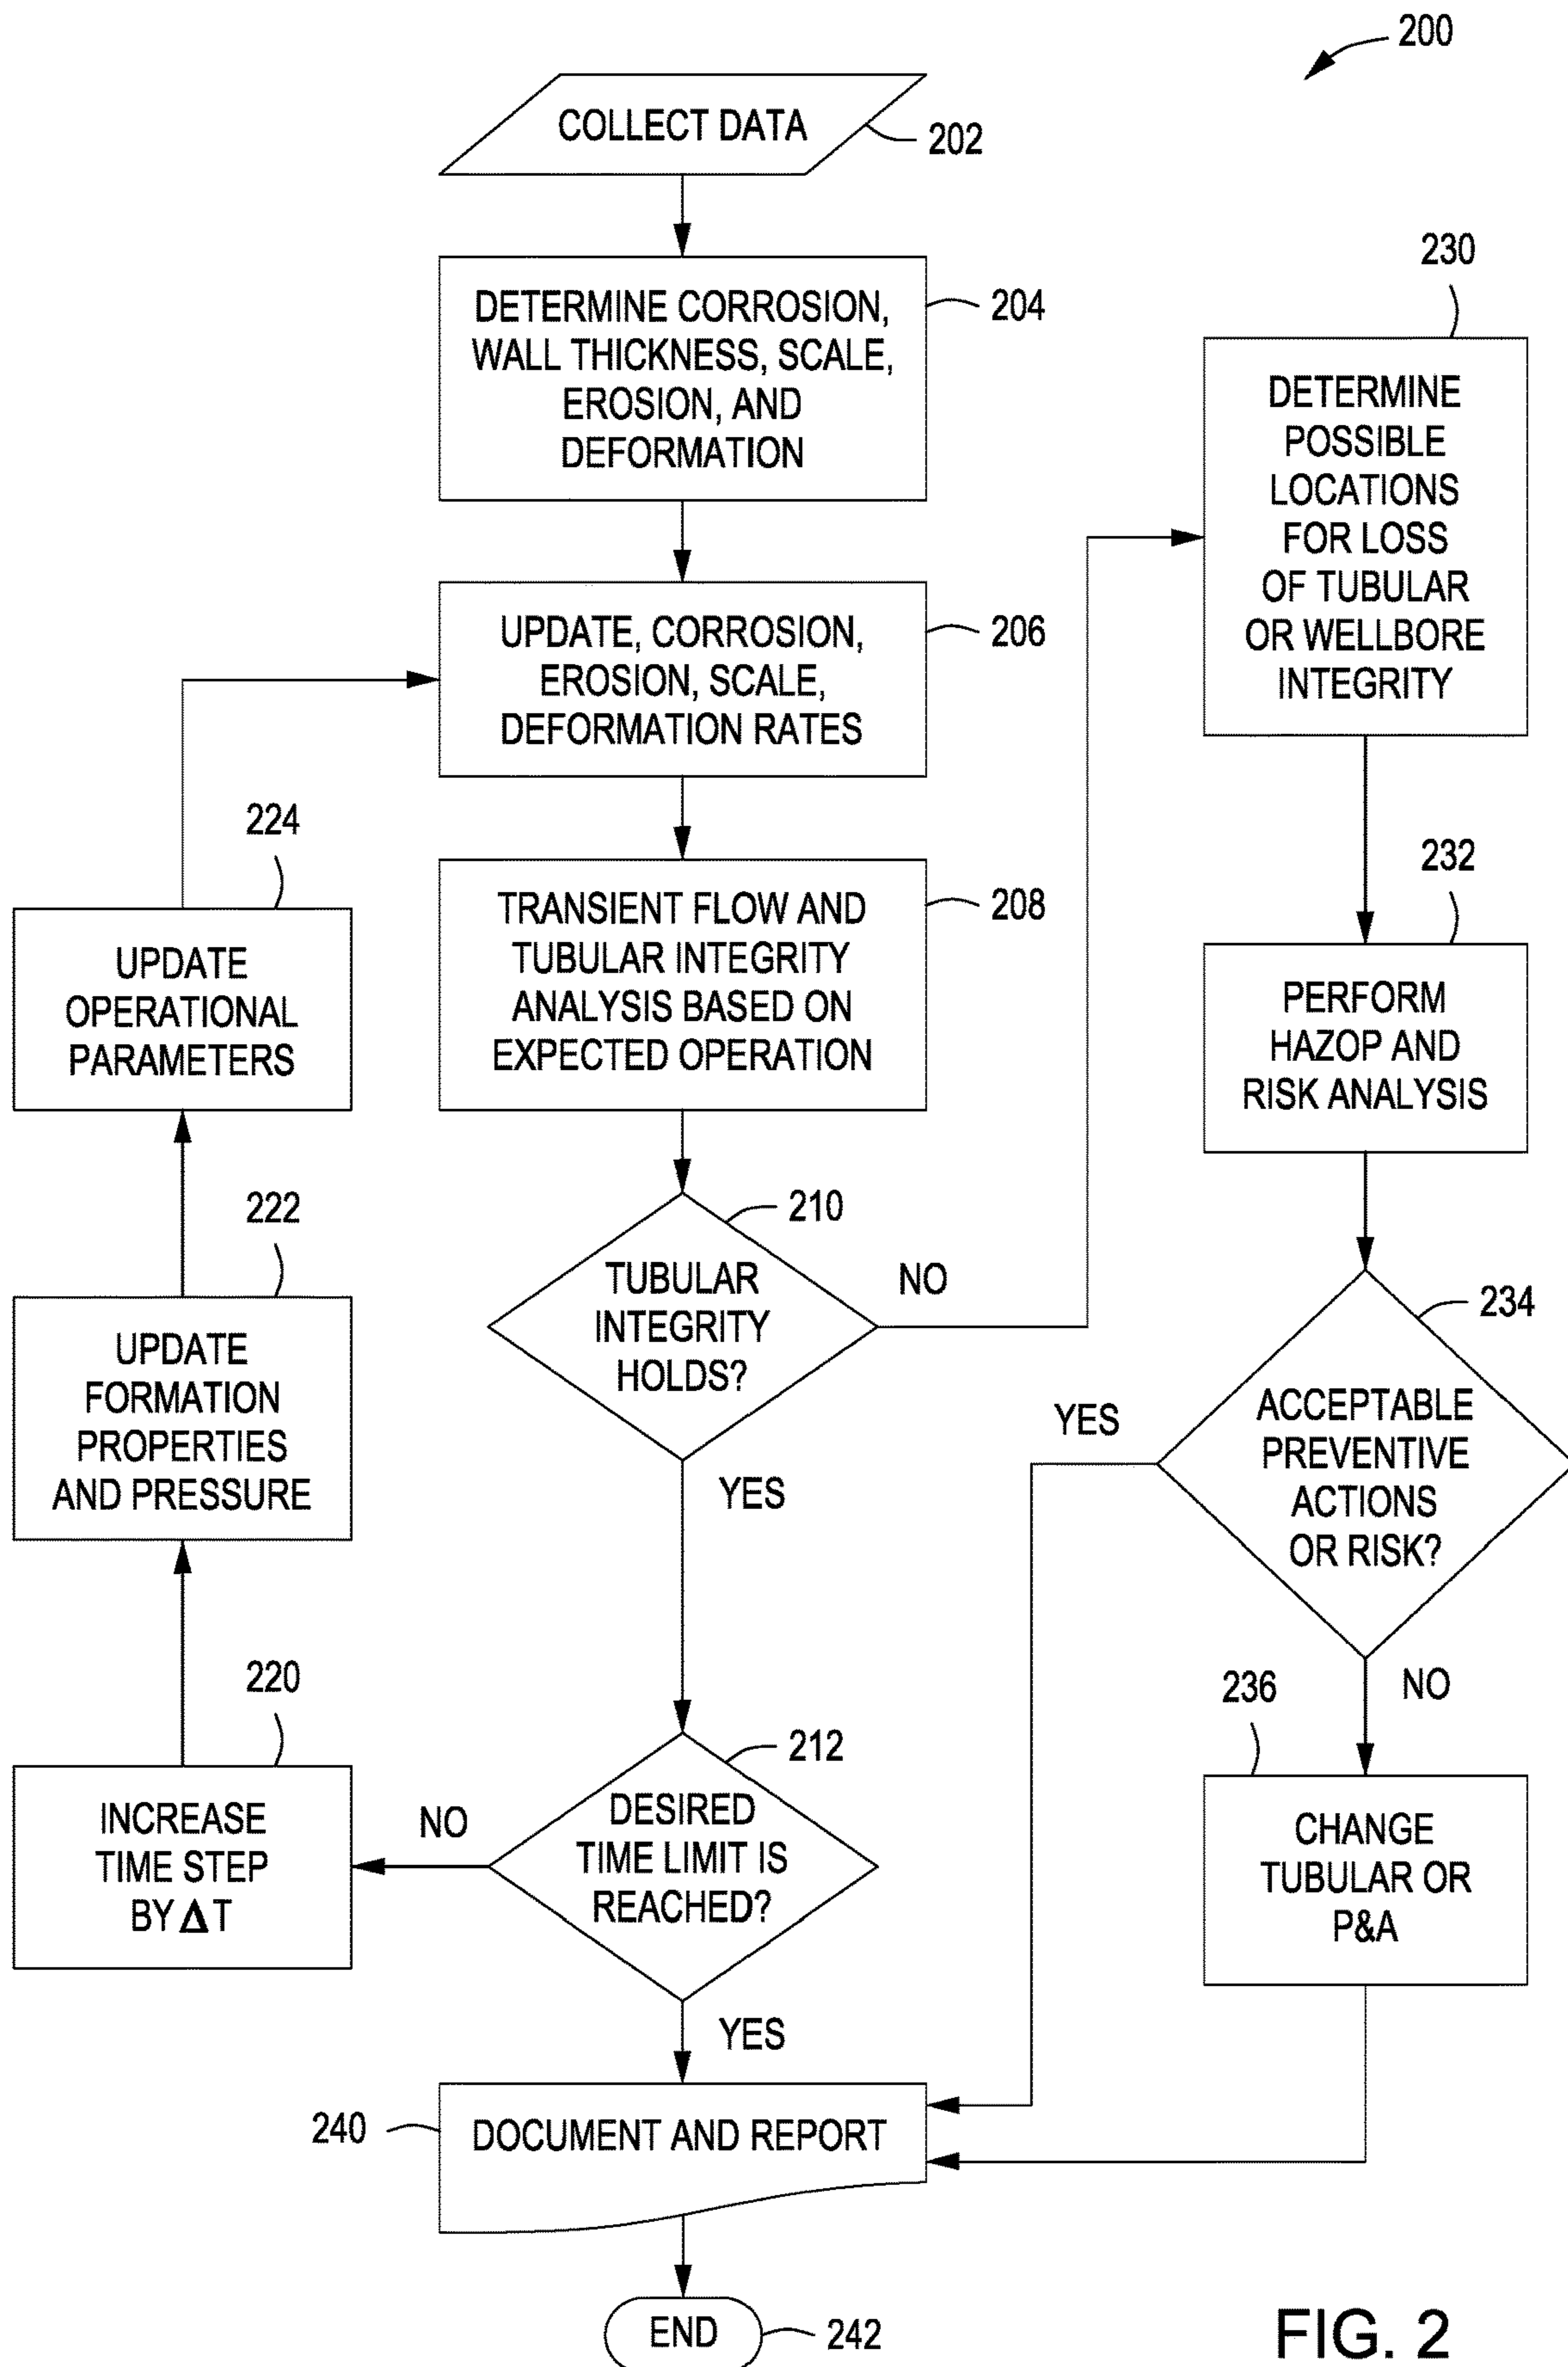 200
COLLECT DATA
202
DETERMINE CORROSION,
WALL THICKNESS, SCALE,
EROSION, AND
DEFORMATION
204
UPDATE, CORROSION,
EROSION, SCALE,
DEFORMATION RATES
206
TRANSIENT FLOW AND
TUBULAR INTEGRITY
ANALYSIS BASED ON
EXPECTED OPERATION
208
TUBULAR
INTEGRITY
HOLDS?
210
NO
YES
DESIRED
TIME LIMIT IS
REACHED?
212
NO
YES
220
INCREASE
TIME STEP
BY Δ T
222
UPDATE
FORMATION
PROPERTIES
AND PRESSURE
224
UPDATE
OPERATIONAL
PARAMETERS
230
DETERMINE
POSSIBLE
LOCATIONS
FOR LOSS
OF TUBULAR
OR WELLBORE
INTEGRITY
232
PERFORM
HAZOP AND
RISK ANALYSIS
234
ACCEPTABLE
PREVENTIVE
ACTIONS
OR RISK?
YES
NO
236
CHANGE
TUBULAR OR
P&A
240
DOCUMENT AND REPORT
END
242
FIG. 2